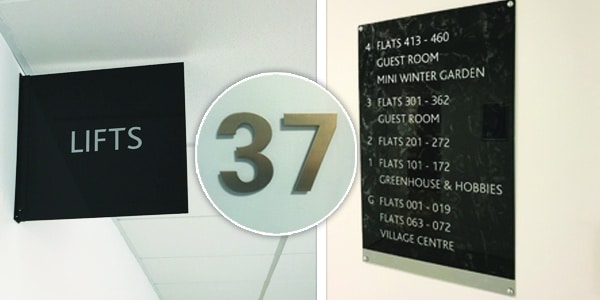 LIFTS
37
4 FLATS 413 - 460
GUEST ROOM
MINI WINTER GARDEN
3 FLATS 301 - 362
GUEST ROOM
2 FLATS 201 - 272
1 FLATS 101 - 172
GREENHOUSE & HOBBIES
G FLATS 001 - 019
FLATS 063 - 072
VILLAGE CENTRE